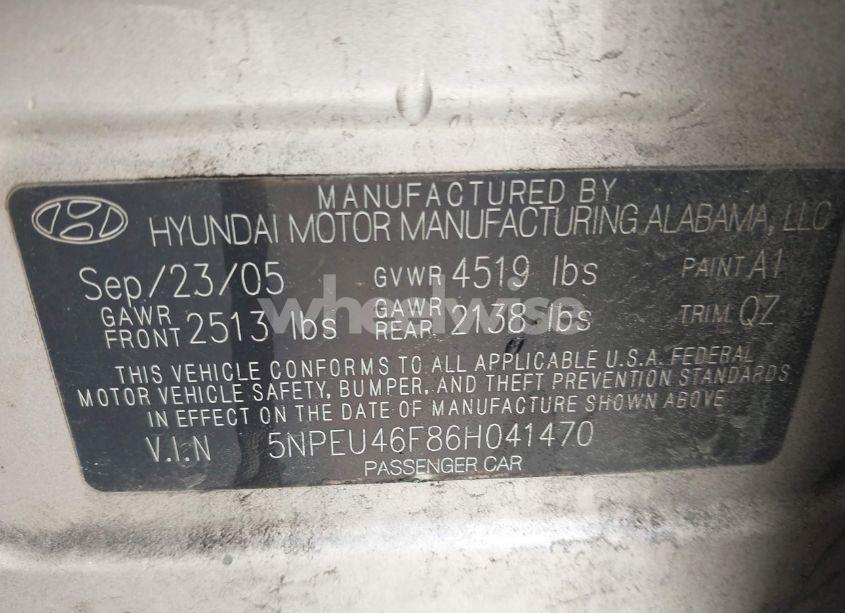 MANUFACTURED BY
HYUNDAI MOTOR MANUFACTURING ALABAMA, LLC
Sep/23/05 GVWR 4519 lbs PAINT A1
GAWR FRONT 2513 lbs GAWR REAR 2138 lbs TRIM QZ
wheelwise
THIS VEHICLE CONFORMS TO ALL APPLICABLE U.S.A. FEDERAL
MOTOR VEHICLE SAFETY, BUMPER, AND THEFT PREVENTION STANDARDS
IN EFFECT ON THE DATE OF MANUFACTURE SHOWN ABOVE
V.I.N 5NPEU46F86H041470
PASSENGER CAR